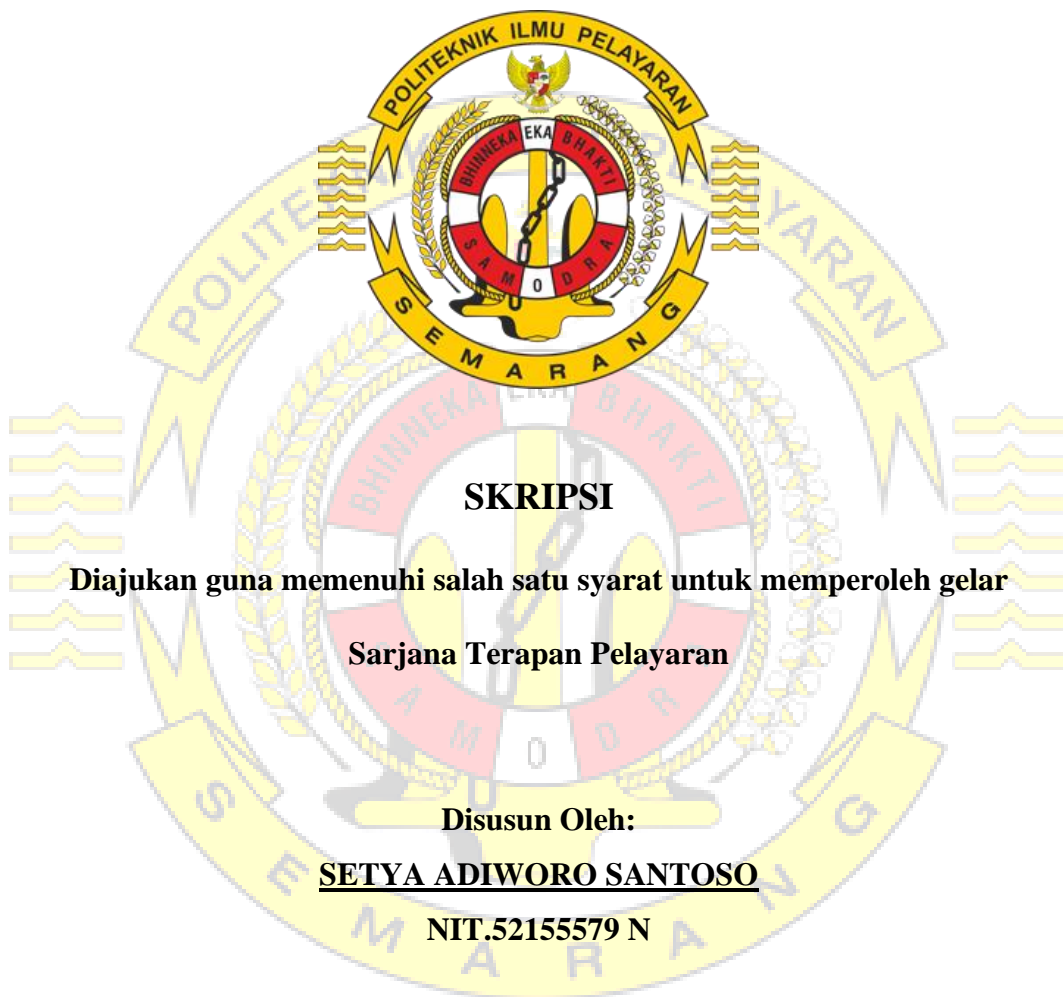 POLITEKNIK ILMU PELAYARAN
BHINNEKA EKA BHAKTI
SAMODRA
SEMARANG
SKRIPSI
Diajukan guna memenuhi salah satu syarat untuk memperoleh gelar
Sarjana Terapan Pelayaran
Disusun Oleh:
SETYA ADIWORO SANTOSO
NIT.52155579 N